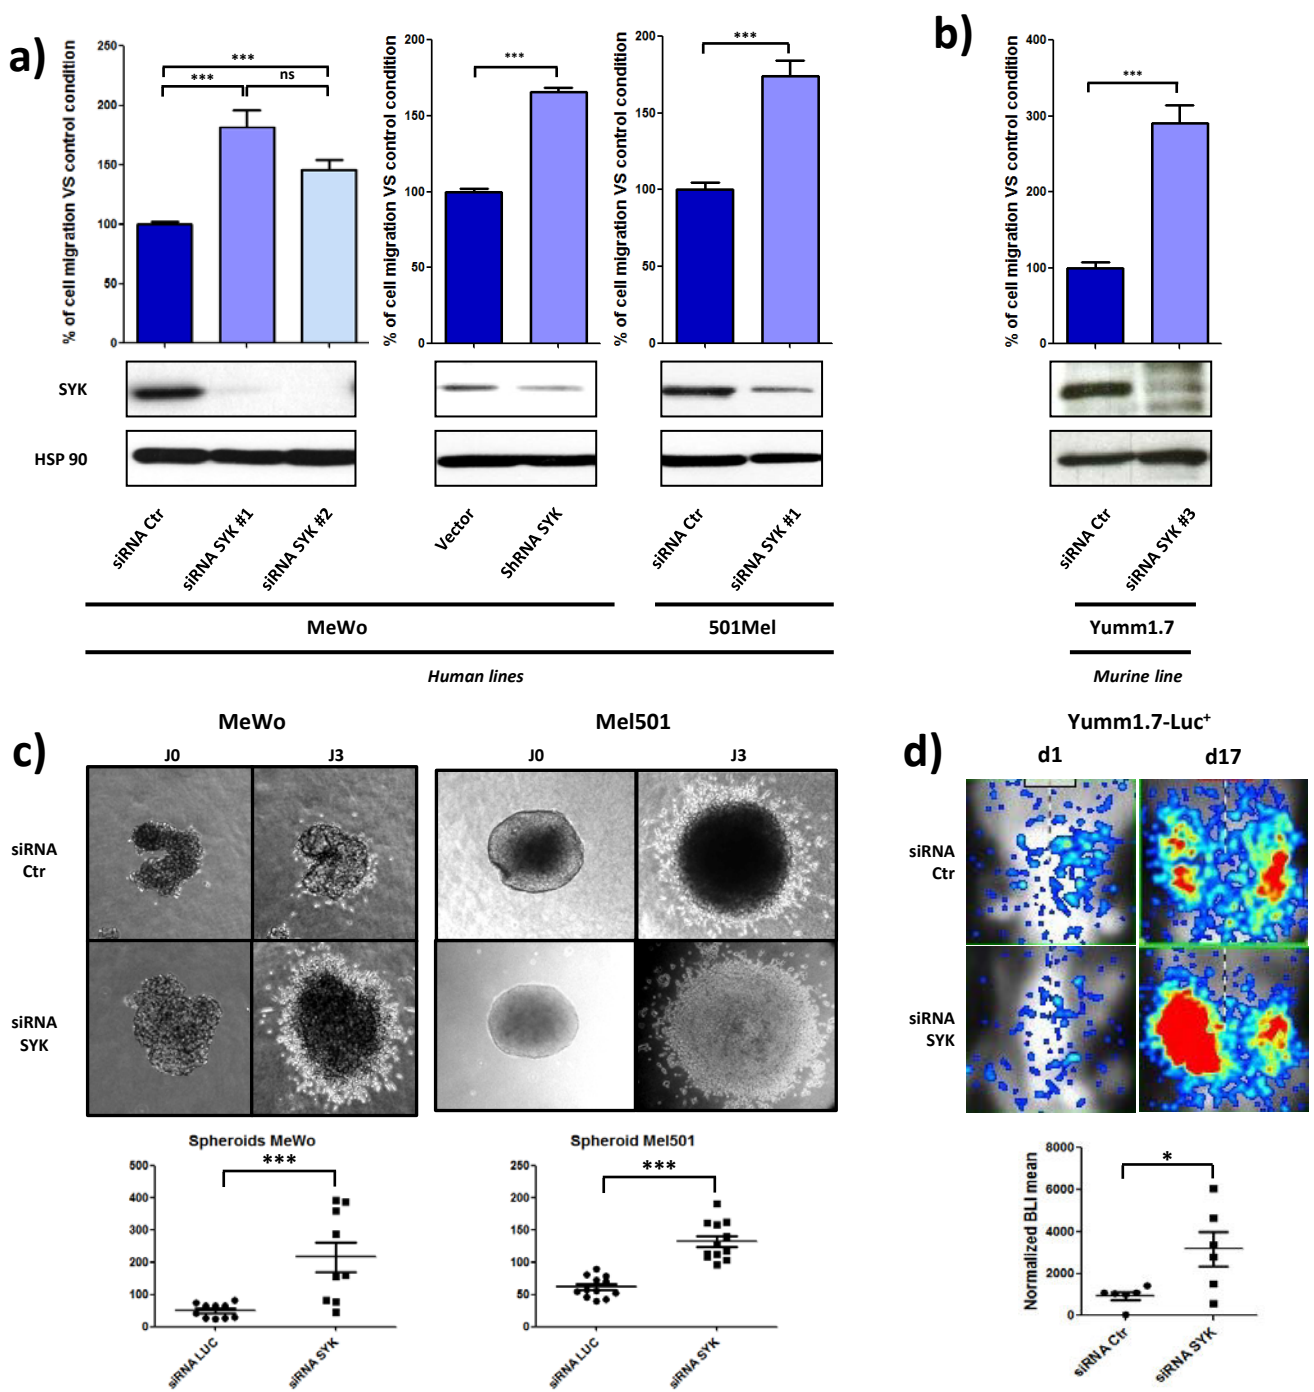 a)
% of cell migration VS control condition
250
200
150
100
50
0
***
***
ns
% of cell migration VS control condition
200
150
100
50
0
***
% of cell migration VS control condition
200
150
100
50
0
***
b)
% of cell migration VS control condition
400
300
200
100
0
***
SYK
HSP 90
siRNA Ctr
siRNA SYK #1
siRNA SYK #2
Vector
ShRNA SYK
siRNA Ctr
siRNA SYK #1
siRNA Ctr
siRNA SYK #3
MeWo
501Mel
Yumm1.7
Human lines
Murine line
c)
MeWo
Mel501
J0
J3
J0
J3
siRNA
Ctr
siRNA
SYK
d)
Yumm1.7-Luc⁺
d1
d17
siRNA
Ctr
siRNA
SYK
Spheroids MeWo
500
400
300
200
100
0
***
siRNA LUC
siRNA SYK
Spheroid Mel501
250
200
150
100
50
0
***
siRNA LUC
siRNA SYK
Normalized BLI mean
8000
6000
4000
2000
0
*
siRNA Ctr
siRNA SYK